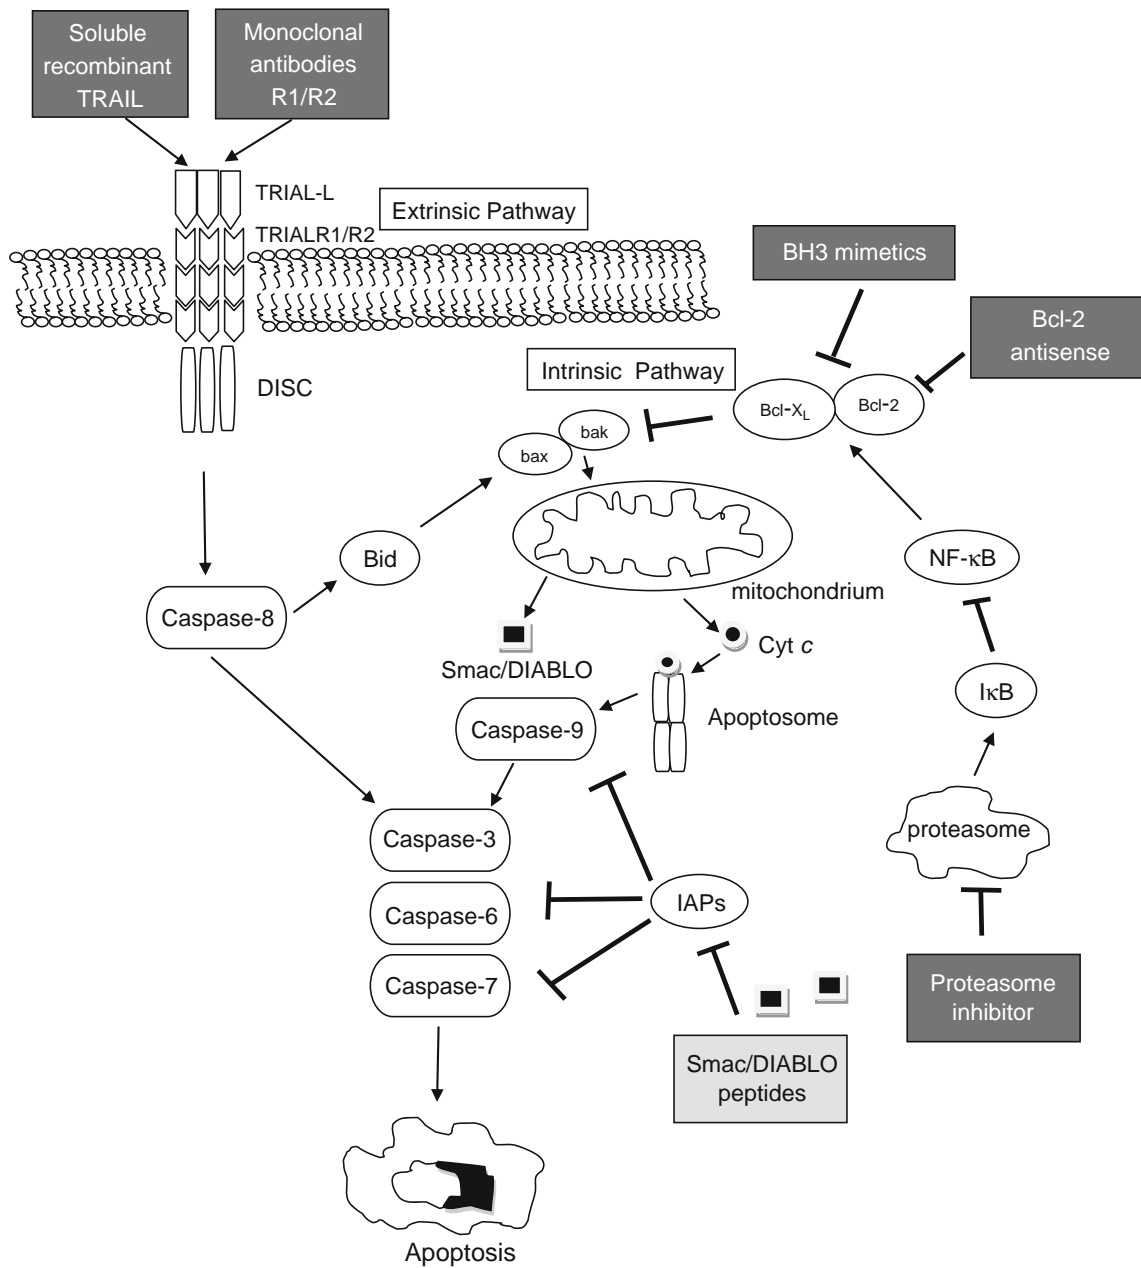 Soluble
recombinant
TRAIL
Monoclonal
antibodies
R1/R2
TRIAL-L
Extrinsic Pathway
TRIALR1/R2
BH3 mimetics
Bcl-2
antisense
Intrinsic Pathway
DISC
Bcl-XL
Bcl-2
bak
bax
Bid
NF-κB
mitochondrium
Caspase-8
Cyt c
Smac/DIABLO
IκB
Apoptosome
Caspase-9
proteasome
Caspase-3
IAPs
Caspase-6
Caspase-7
Proteasome
inhibitor
Smac/DIABLO
peptides
Apoptosis